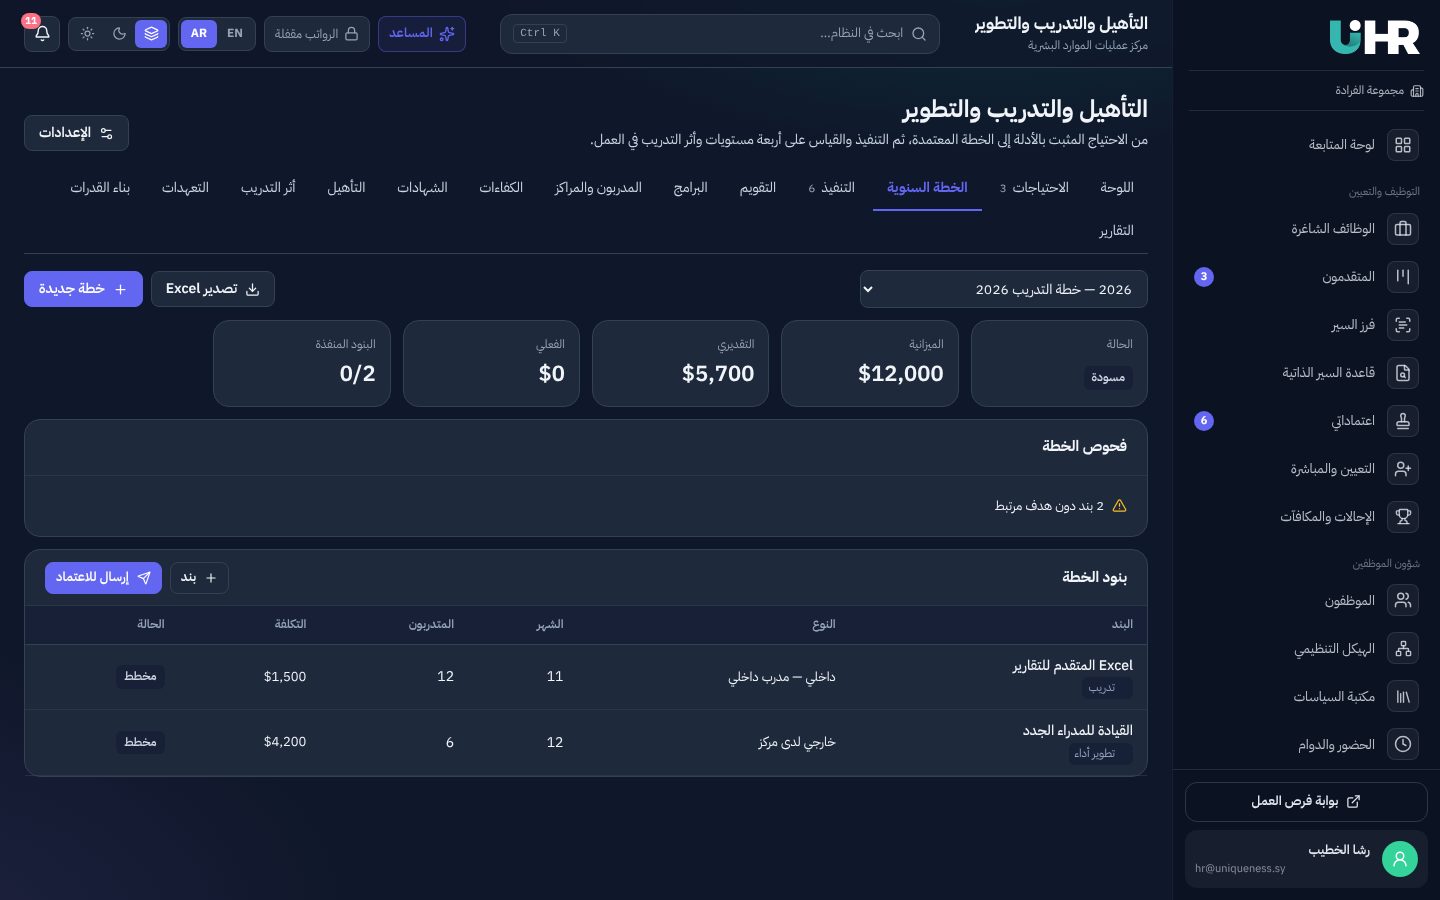 UHR
مجموعة الفرادة
لوحة المتابعة
التوظيف والتعيين
الوظائف الشاغرة
المتقدمون 3
فرز السير
قاعدة السير الذاتية
اعتماداتي 6
التعيين والمباشرة
الإحالات والمكافآت
شؤون الموظفين
الموظفون
الهيكل التنظيمي
مكتبة السياسات
الحضور والدوام
بوابة فرص العمل
رشا الخطيب
hr@uniqueness.sy
التأهيل والتدريب والتطوير
مركز عمليات الموارد البشرية
ابحث في النظام... Ctrl K
المساعد
الرواتب مقفلة
AR EN
11
التأهيل والتدريب والتطوير
من الاحتياج المثبت بالأدلة إلى الخطة المعتمدة، ثم التنفيذ والقياس على أربعة مستويات وأثر التدريب في العمل.
الإعدادات
اللوحة الاحتياجات 3 الخطة السنوية التنفيذ 6 التقويم البرامج المدربون والمراكز الكفاءات الشهادات التأهيل أثر التدريب التعهدات بناء القدرات
التقارير
2026 — خطة التدريب 2026
تصدير Excel
خطة جديدة
الحالة الميزانية التقديري الفعلي البنود المنفذة
مسودة $12,000 $5,700 $0 0/2
فحوص الخطة
2 بند دون هدف مرتبط
بنود الخطة
بند
إرسال للاعتماد
البند النوع الشهر المتدربون التكلفة الحالة
Excel المتقدم للتقارير داخلي — مدرب داخلي 11 12 $1,500 مخطط
تدريب
القيادة للمدراء الجدد خارجي لدى مركز 12 6 $4,200 مخطط
تطوير أداء